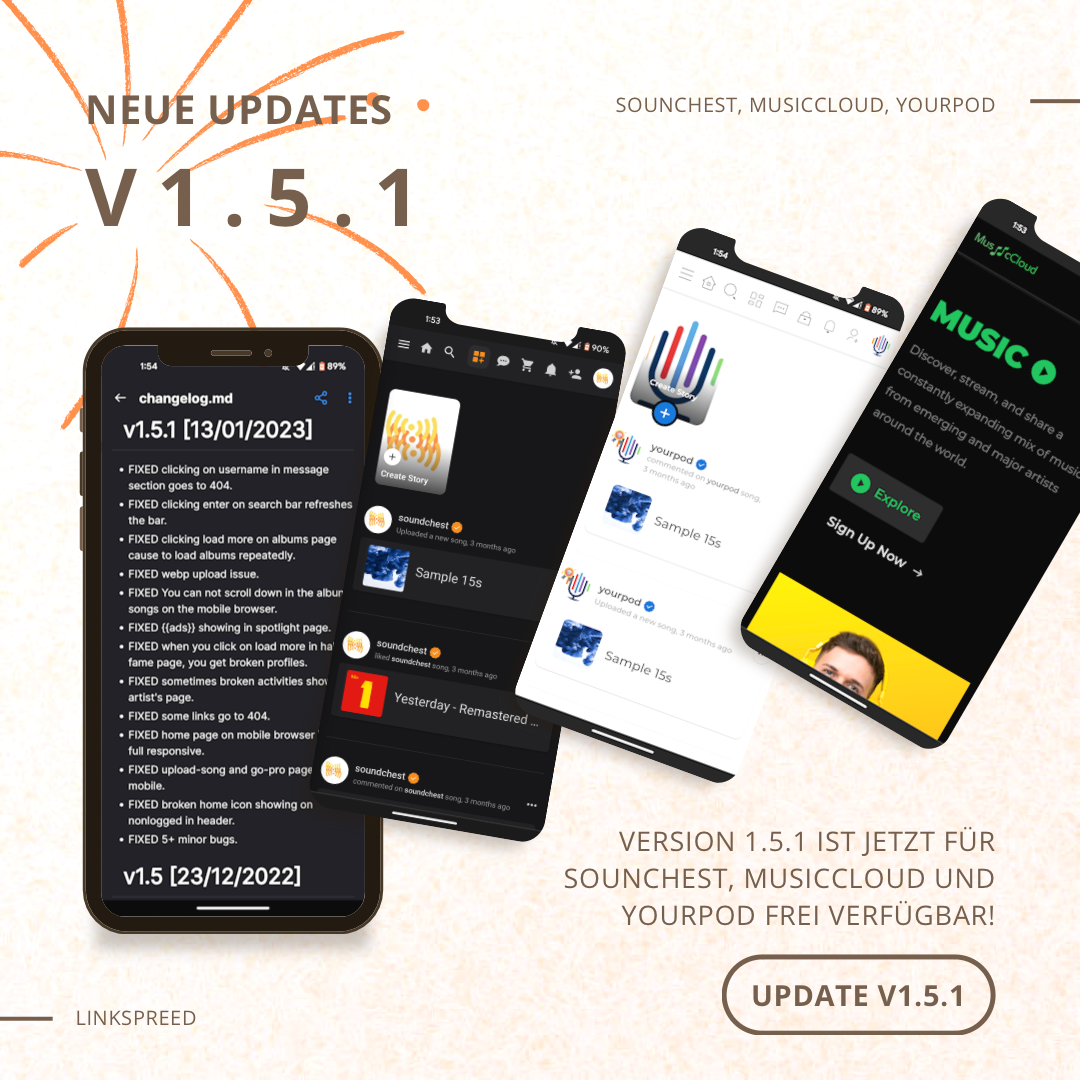 NEUE UPDATES
V1.5.1
SOUNCHEST, MUSICCLOUD, YOURPOD
1:54
89%
changelog.md
v1.5.1 [13/01/2023]
• FIXED clicking on username in message
section goes to 404.
• FIXED clicking enter on search bar refreshes
the bar.
• FIXED clicking load more on albums page
cause to load albums repeatedly.
• FIXED webp upload issue.
• FIXED You can not scroll down in the album
songs on the mobile browser.
• FIXED {{ads}} showing in spotlight page.
• FIXED when you click on load more in ha
fame page, you get broken profiles.
• FIXED sometimes broken activities show
artist's page.
• FIXED some links go to 404.
• FIXED home page on mobile browser
full responsive.
• FIXED upload-song and go-pro page
mobile.
• FIXED broken home icon showing on
nonlogged in header.
• FIXED 5+ minor bugs.
v1.5 [23/12/2022]
1:53
90%
Create Story
soundchest
Uploaded a new song, 3 months ago
Sample 15s
soundchest
liked soundchest song, 3 months ago
1
Yesterday - Remastered ...
soundchest
commented on soundchest song, 3 months ago
1:54
89%
Create Story
yourpod
commented on yourpod song,
3 months ago
Sample 15s
yourpod
Uploaded a new song, 3 months ago
Sample 15s
1:53
MusicCloud
MUSIC
Discover, stream, and share a
constantly expanding mix of music
from emerging and major artists
around the world.
Explore
Sign Up Now →
VERSION 1.5.1 IST JETZT FÜR
SOUNCHEST, MUSICCLOUD UND
YOURPOD FREI VERFÜGBAR!
UPDATE V1.5.1
LINKSPREED